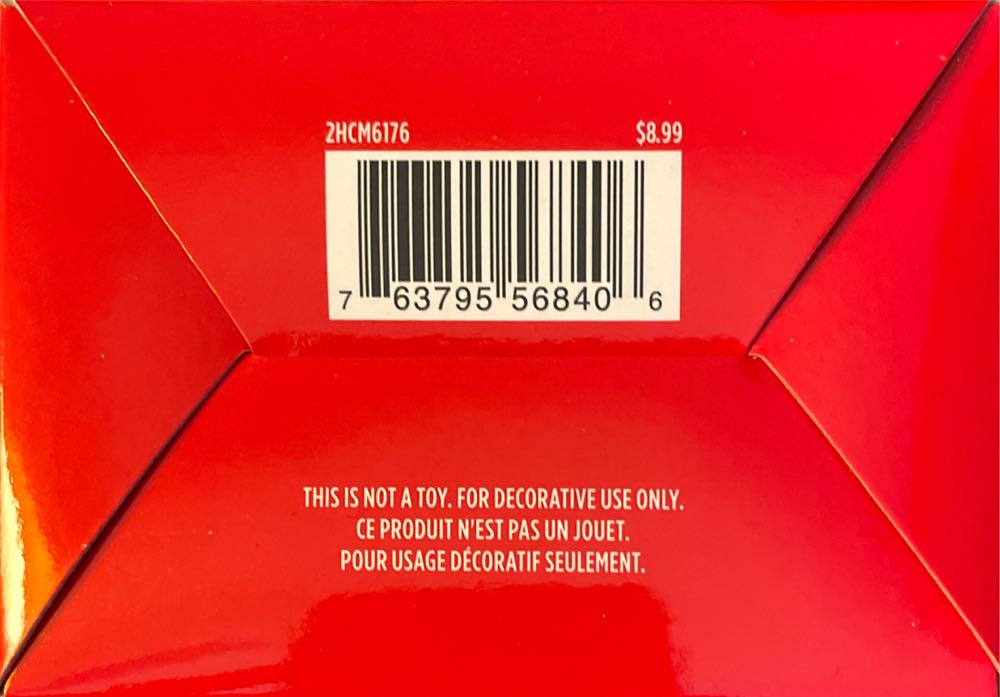 2HCM6176 $8.99
7 63795 56840 6
THIS IS NOT A TOY. FOR DECORATIVE USE ONLY.
CE PRODUIT N'EST PAS UN JOUET.
POUR USAGE DÉCORATIF SEULEMENT.